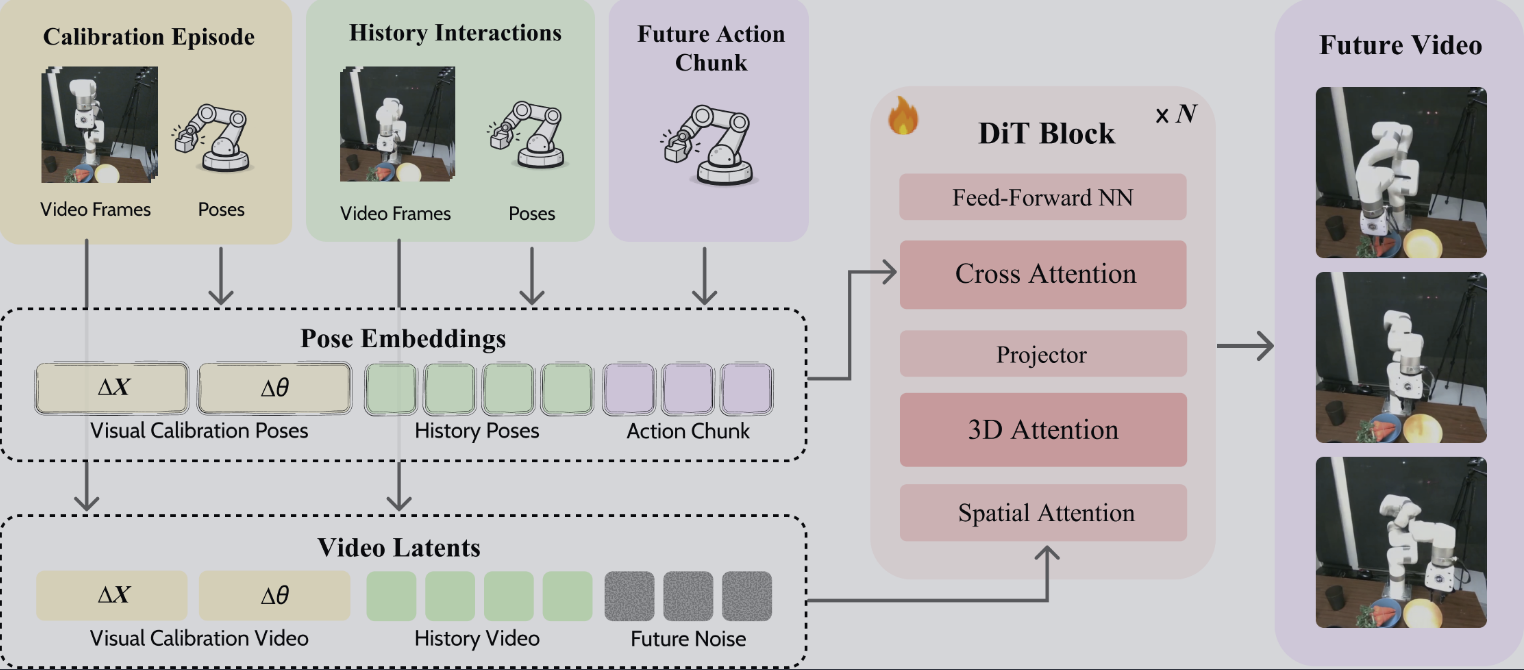 Calibration Episode
Video Frames
Poses
History Interactions
Video Frames
Poses
Future Action
Chunk
Pose Embeddings
ΔX
Δθ
Visual Calibration Poses
History Poses
Action Chunk
Video Latents
ΔX
Δθ
Visual Calibration Video
History Video
Future Noise
× N
DiT Block
Feed-Forward NN
Cross Attention
Projector
3D Attention
Spatial Attention
Future Video